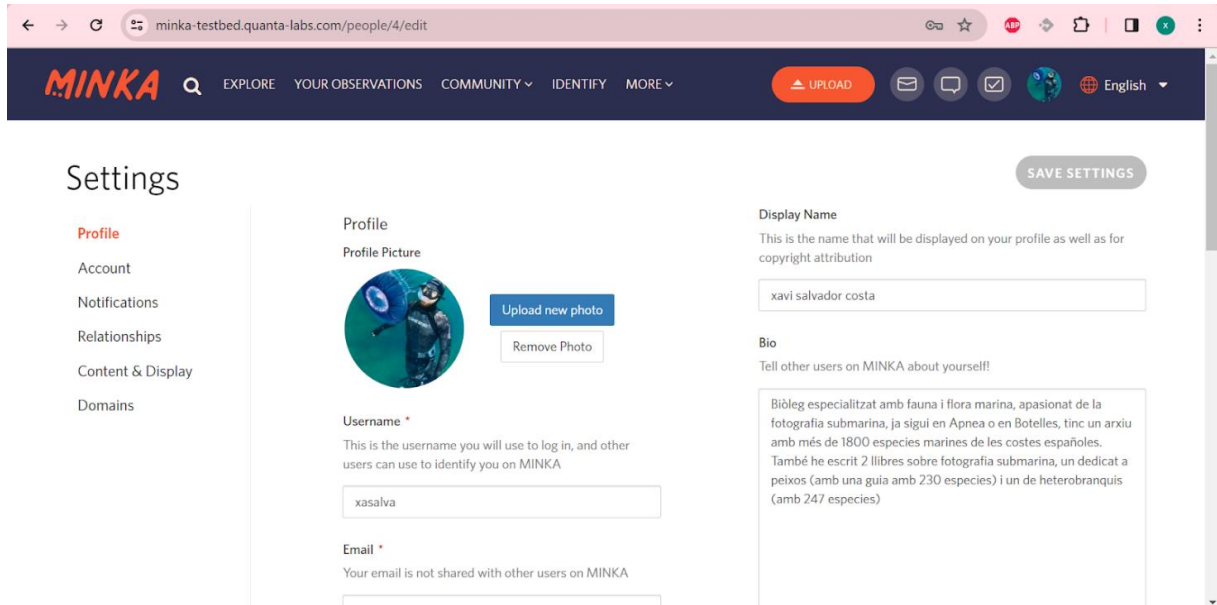 minka-testbed.quanta-labs.com/people/4/edit
ABP
x
MINKA
EXPLORE
YOUR OBSERVATIONS
COMMUNITY
IDENTIFY
MORE
UPLOAD
English
Settings
SAVE SETTINGS
Profile
Account
Notifications
Relationships
Content & Display
Domains
Profile
Profile Picture
Upload new photo
Remove Photo
Username *
This is the username you will use to log in, and other
users can use to identify you on MINKA
xasalva
Email *
Your email is not shared with other users on MINKA
Display Name
This is the name that will be displayed on your profile as well as for
copyright attribution
xavi salvador costa
Bio
Tell other users on MINKA about yourself!
Biòleg especialitzat amb fauna i flora marina, apasionat de la
fotografia submarina, ja sigui en Apnea o en Botelles, tinc un arxiu
amb més de 1800 especies marines de les costes españoles.
També he escrit 2 llibres sobre fotografia submarina, un dedicat a
peixos (amb una guia amb 230 especies) i un de heterobranquis
(amb 247 especies)